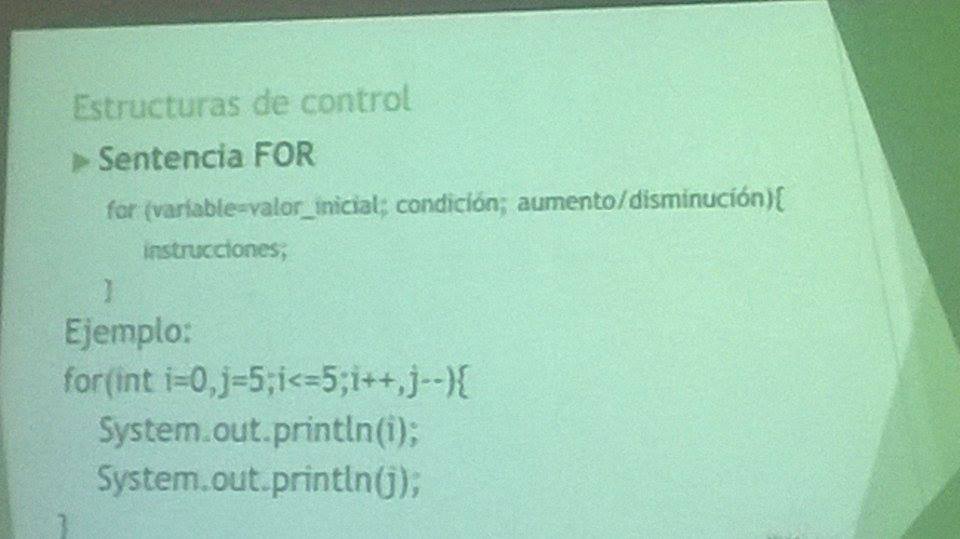 Estructuras de control
Sentencia FOR
for (variable=valor_inicial; condición; aumento/disminución){
instrucciones;
}
Ejemplo:
for(int i=0,j=5;i<=5;i++,j--){
System.out.println(i);
System.out.println(j);
}